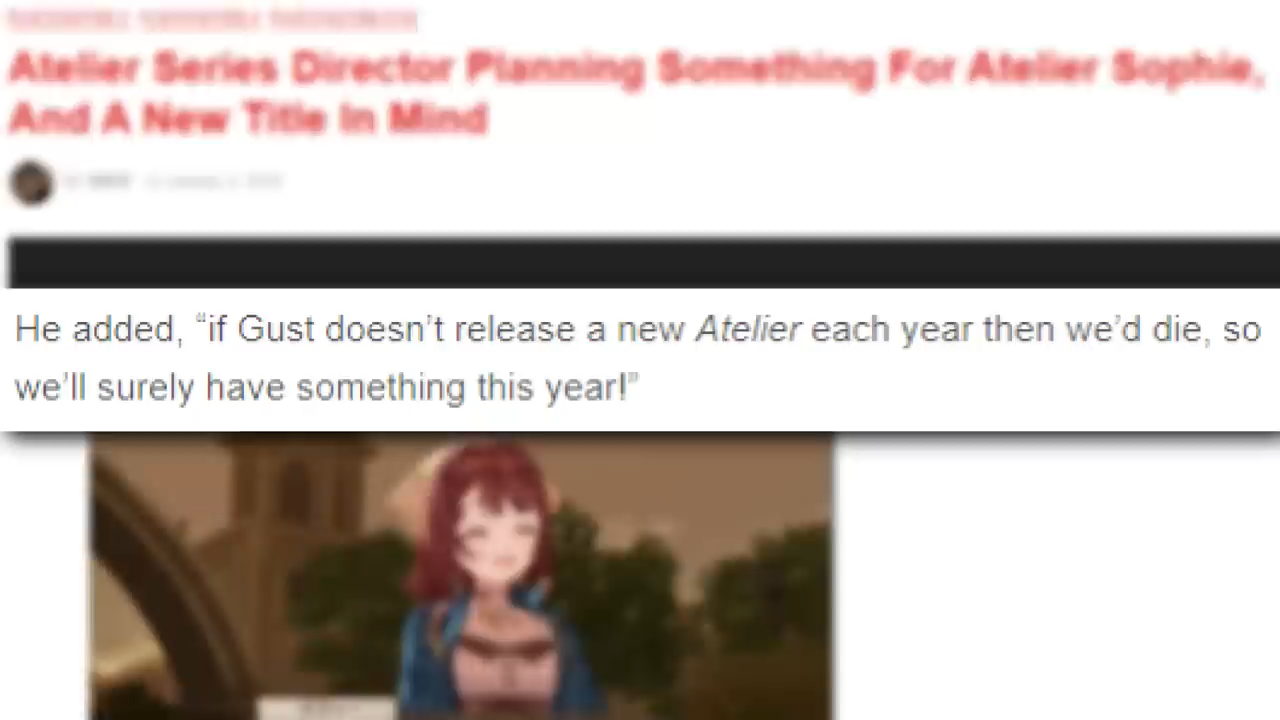 Atelier Series Director Planning Something For Atelier Sophie,
And A New Title In Mind
He added, “if Gust doesn’t release a new Atelier each year then we’d die, so
we’ll surely have something this year!”